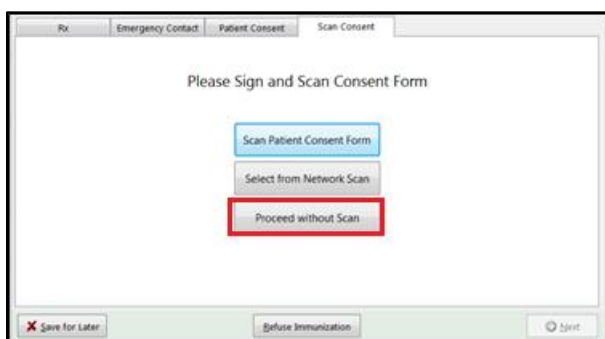 Rx Emergency Contact Patient Consent Scan Consent
Please Sign and Scan Consent Form
Scan Patient Consent Form
Select from Network Scan
Proceed without Scan
Save for Later Refuse Immunization Next